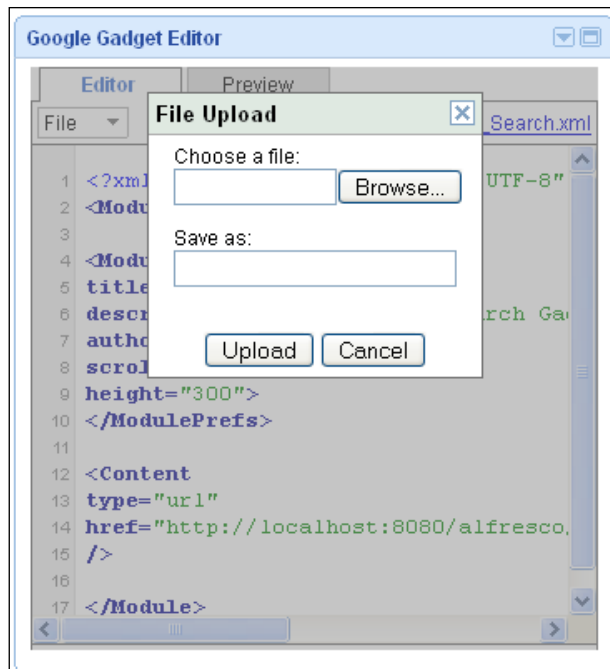 Google Gadget Editor
Editor Preview
File
_Search.xml
File Upload
Choose a file:
Browse...
Save as:
Upload Cancel
1 <?xml UTF-8"
2 <Modu
3
4 <Modu
5 title
6 descr rch Ga
7 autho
8 scrol
9 height="300">
10 </ModulePrefs>
11
12 <Content
13 type="url"
14 href="http://localhost:8080/alfresco/
15 />
16
17 </Module>